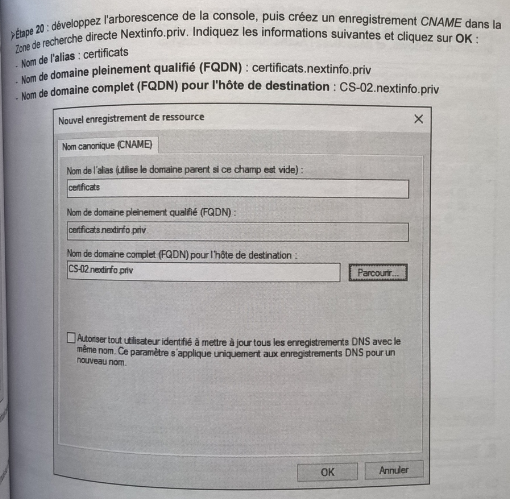 >Étape 20 : développez l'arborescence de la console, puis créez un enregistrement CNAME dans la
Zone de recherche directe Nextinfo.priv. Indiquez les informations suivantes et cliquez sur OK :
- Nom de l'alias : certificats
- Nom de domaine pleinement qualifié (FQDN) : certificats.nextinfo.priv
- Nom de domaine complet (FQDN) pour l'hôte de destination : CS-02.nextinfo.priv
Nouvel enregistrement de ressource
Nom canonique (CNAME)
Nom de l'alias (utilise le domaine parent si ce champ est vide) :
certificats
Nom de domaine pleinement qualifié (FQDN) :
certificats.nextinfo.priv
Nom de domaine complet (FQDN) pour l'hôte de destination :
CS-02.nextinfo.priv
Parcourir...
Autoriser tout utilisateur identifié à mettre à jour tous les enregistrements DNS avec le
même nom. Ce paramètre s'applique uniquement aux enregistrements DNS pour un
nouveau nom.
OK
Annuler